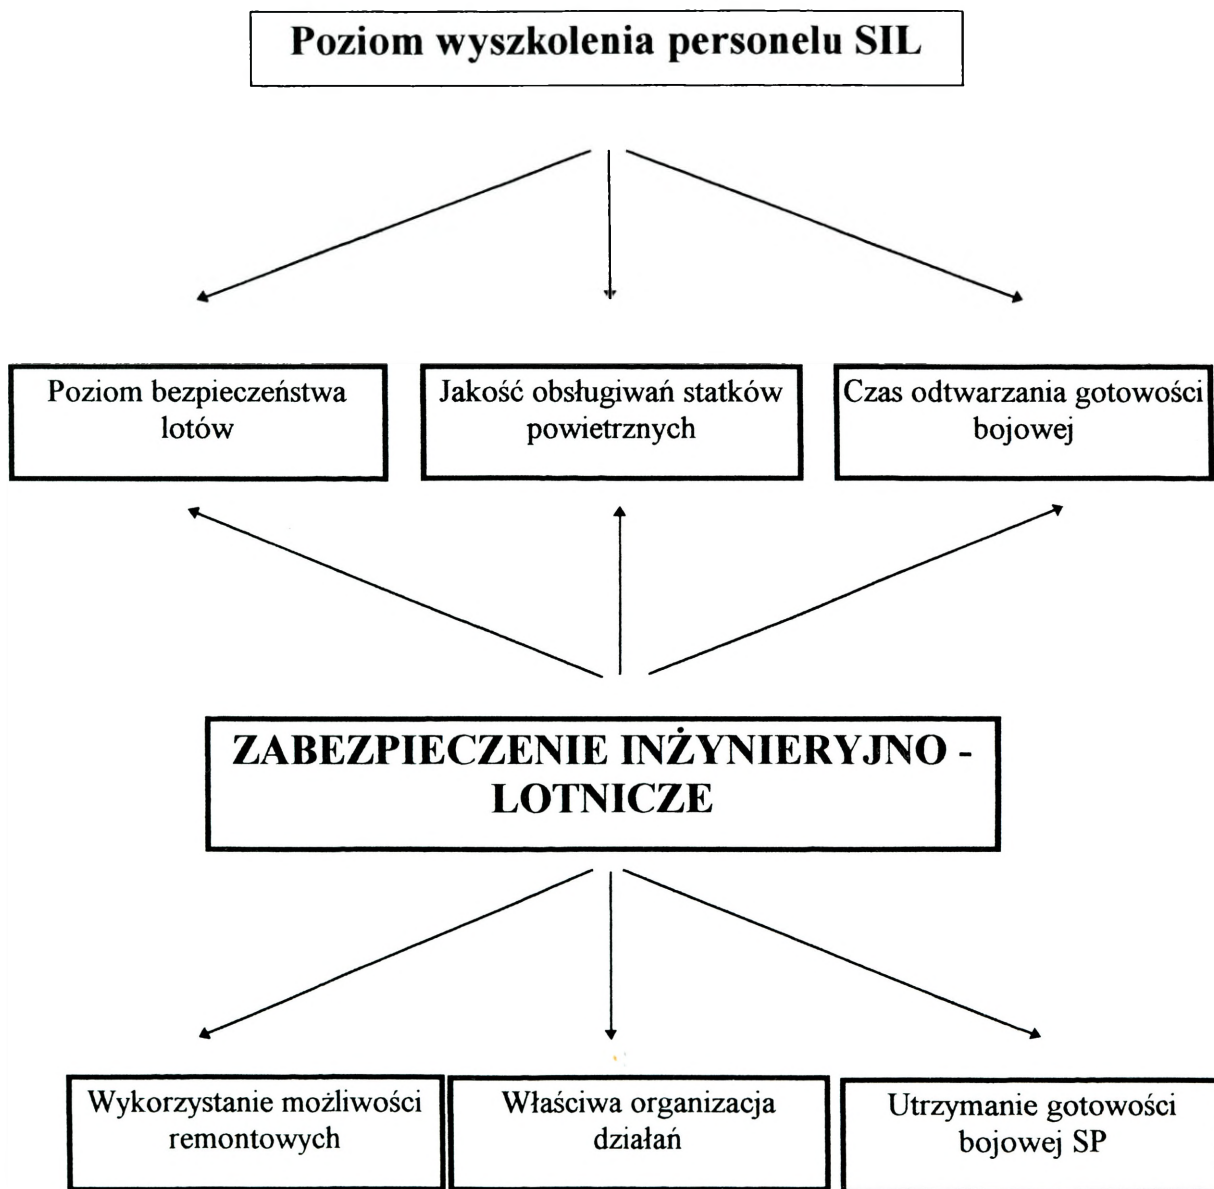 Poziom wyszkolenia personelu SIL
Poziom bezpieczeństwa
lotów
Jakość obsługiwań statków
powietrznych
Czas odtwarzania gotowości
bojowej
ZABEZPIECZENIE INŻYNIERYJNO -
LOTNICZE
Wykorzystanie możliwości
remontowych
Właściwa organizacja
działań
Utrzymanie gotowości
bojowej SP